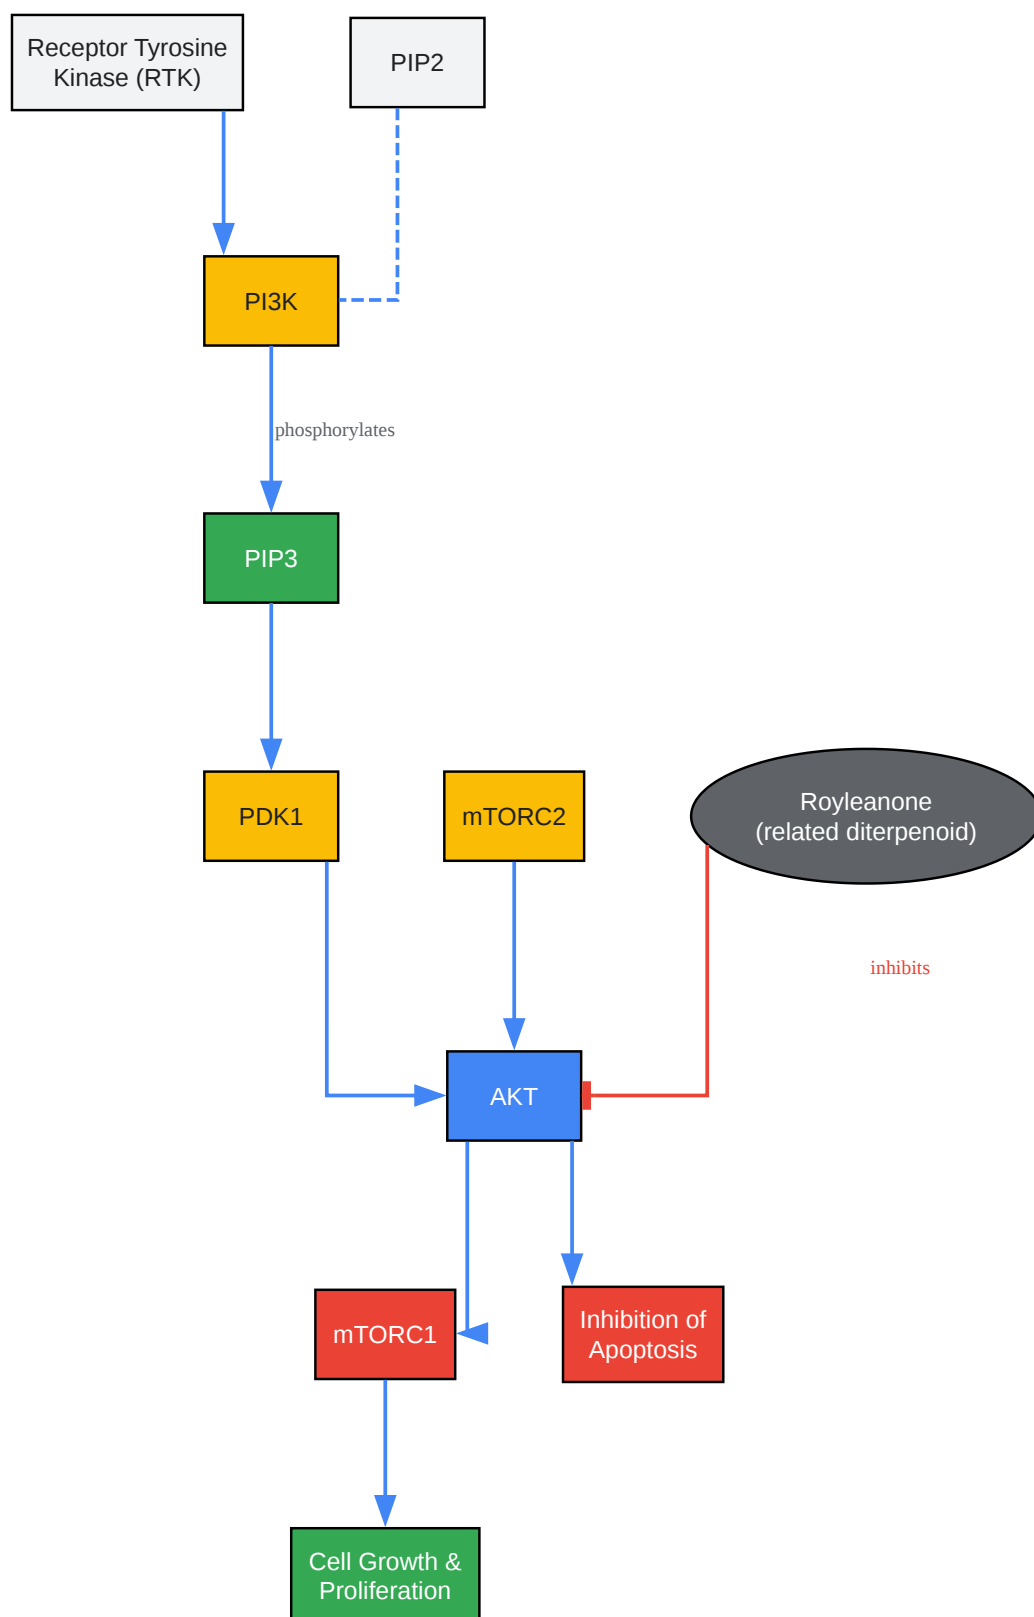 Receptor Tyrosine
Kinase (RTK)
PIP2
PI3K
phosphorylates
PIP3
PDK1
mTORC2
Royleanone
(related diterpenoid)
inhibits
AKT
mTORC1
Inhibition of
Apoptosis
Cell Growth &
Proliferation